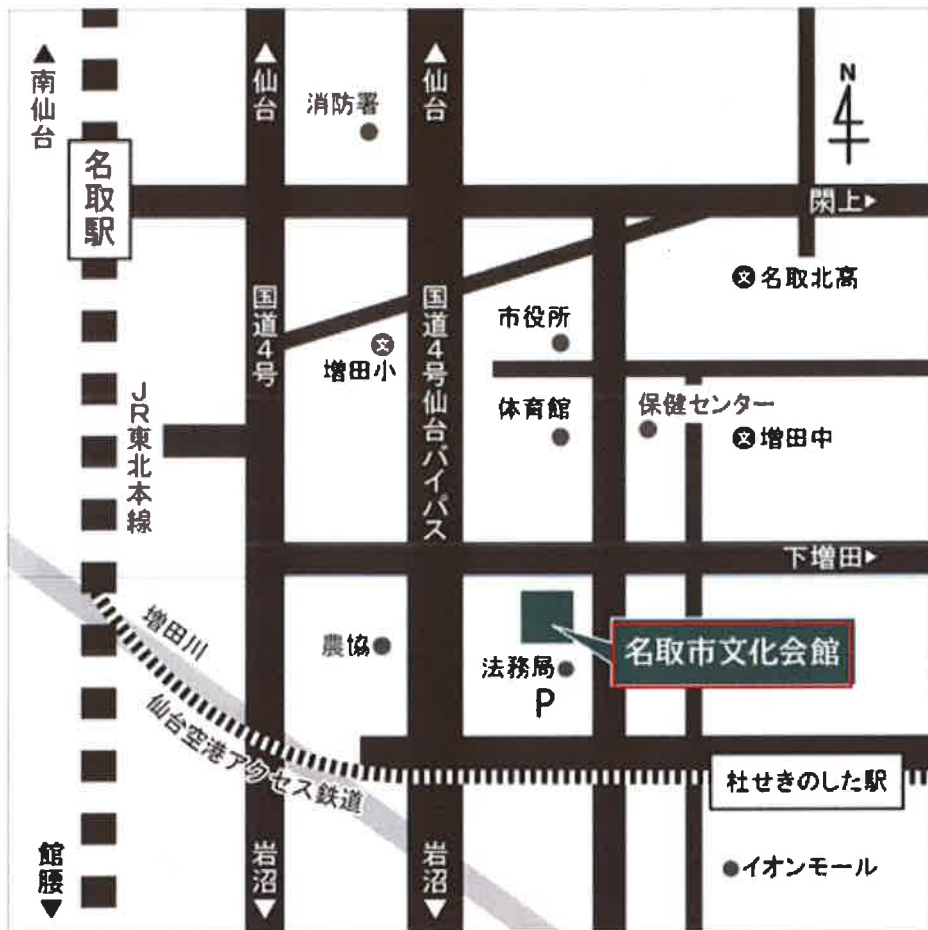 南仙台
仙台
仙台
消防署
N
名取駅
閖上
名取北高
国道4号
国道4号仙台バイパス
市役所
文
文
増田小
JR東北本線
体育館
保健センター
文
増田中
下増田
増田川
農協
法務局
P
名取市文化会館
仙台空港アクセス鉄道
杜せきのした駅
館腰
岩沼
岩沼
イオンモール